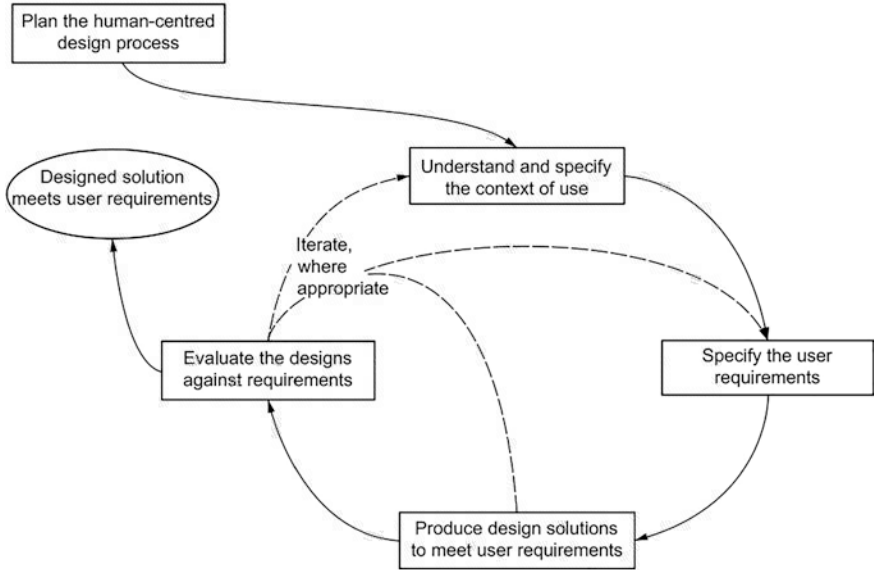 Plan the human-centred
design process
Understand and specify
the context of use
Designed solution
meets user requirements
Iterate,
where
appropriate
Evaluate the designs
against requirements
Specify the user
requirements
Produce design solutions
to meet user requirements